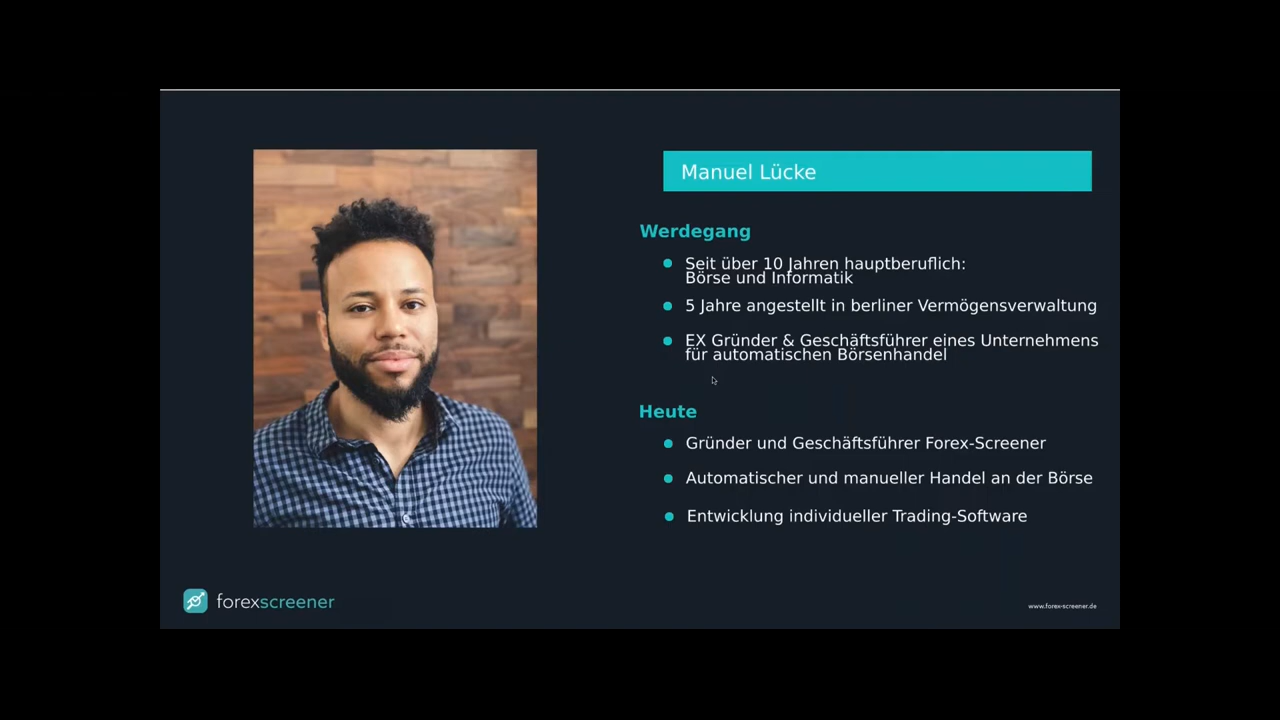 Manuel Lücke
Werdegang
Seit über 10 Jahren hauptberuflich:
Börse und Informatik
5 Jahre angestellt in berliner Vermögensverwaltung
EX Gründer & Geschäftsführer eines Unternehmens
für automatischen Börsenhandel
Heute
Gründer und Geschäftsführer Forex-Screener
Automatischer und manueller Handel an der Börse
Entwicklung individueller Trading-Software
forexscreener
www.forex-screener.de